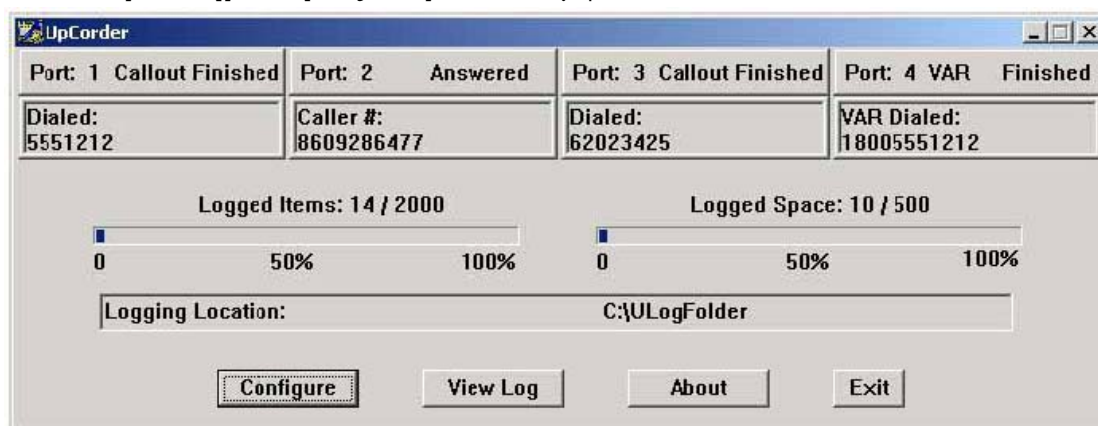 UpCorder
Port: 1 Callout Finished Port: 2 Answered Port: 3 Callout Finished Port: 4 VAR Finished
Dialed: Caller #: Dialed: VAR Dialed:
5551212 8609286477 62023425 18005551212
Logged Items: 14 / 2000 Logged Space: 10 / 500
0 50% 100% 0 50% 100%
Logging Location: C:\ULogFolder
Configure View Log About Exit